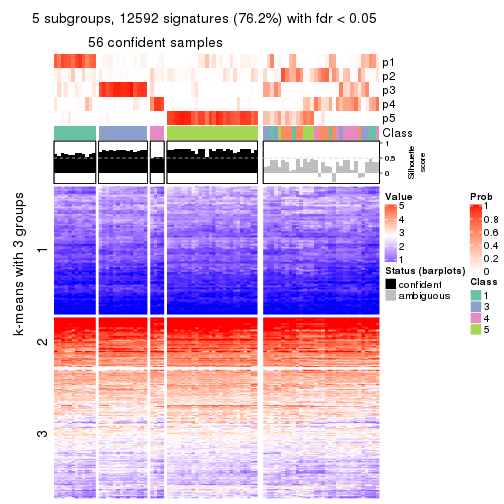 5 subgroups, 12592 signatures (76.2%) with fdr < 0.05
56 confident samples
p1
p2
p3
p4
p5
Class
1
0.5
0
Silhouette
score
k-means with 3 groups
1
2
3
Value
5
4
3
2
1
Status (barplots)
confident
ambiguous
Prob
1
0.8
0.6
0.4
0.2
0
Class
1
3
4
5